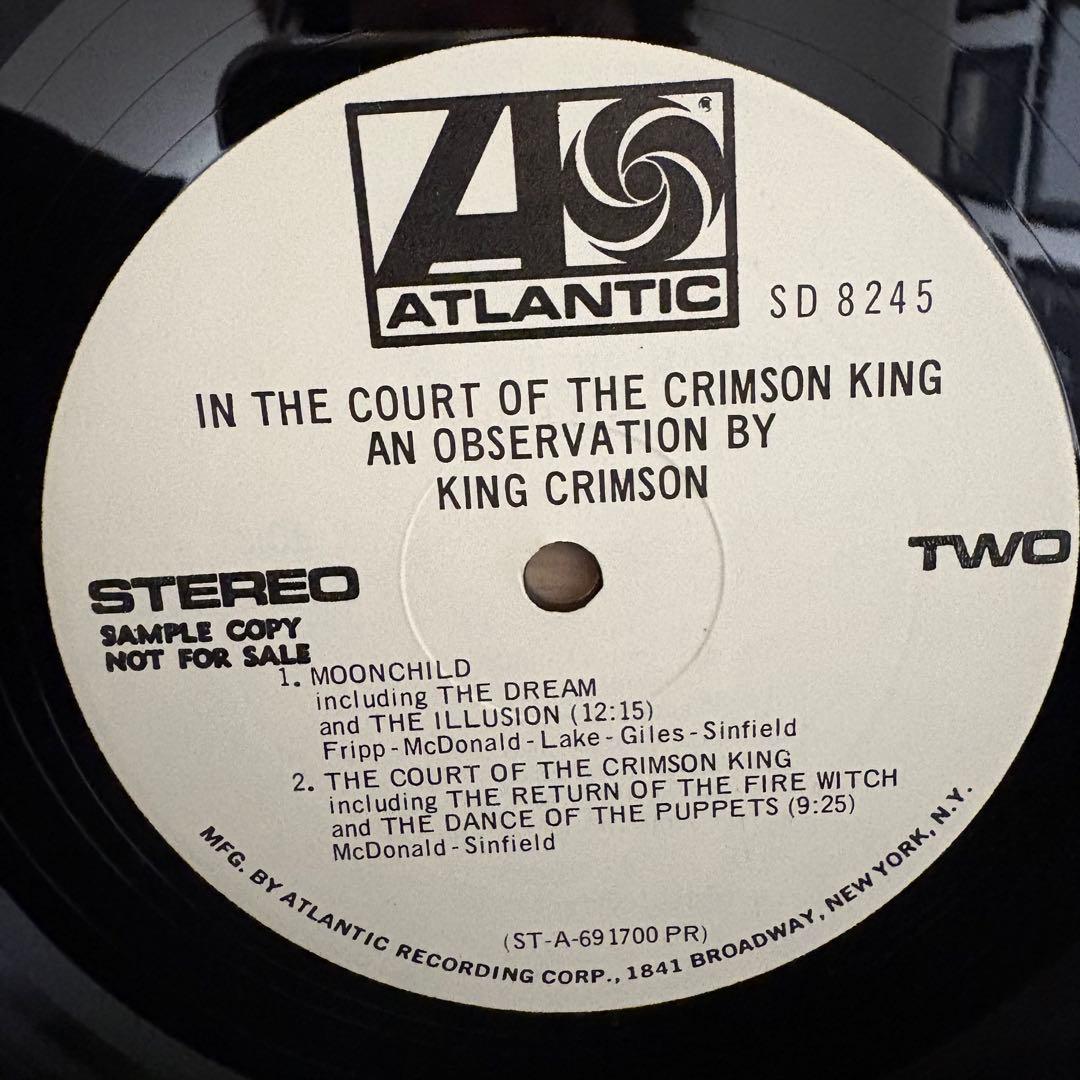 ATLANTIC
SD 8245
IN THE COURT OF THE CRIMSON KING
AN OBSERVATION BY
KING CRIMSON
STEREO
TWO
SAMPLE COPY
NOT FOR SALE
1. MOONCHILD
including THE DREAM
and THE ILLUSION (12:15)
Fripp-McDonald-Lake-Giles-Sinfield
2. THE COURT OF THE CRIMSON KING
including THE RETURN OF THE FIRE WITCH
and THE DANCE OF THE PUPPETS (9:25)
McDonald-Sinfield
(ST-A-691700 PR)
MFG. BY ATLANTIC RECORDING CORP., 1841 BROADWAY, NEW YORK, N.Y.